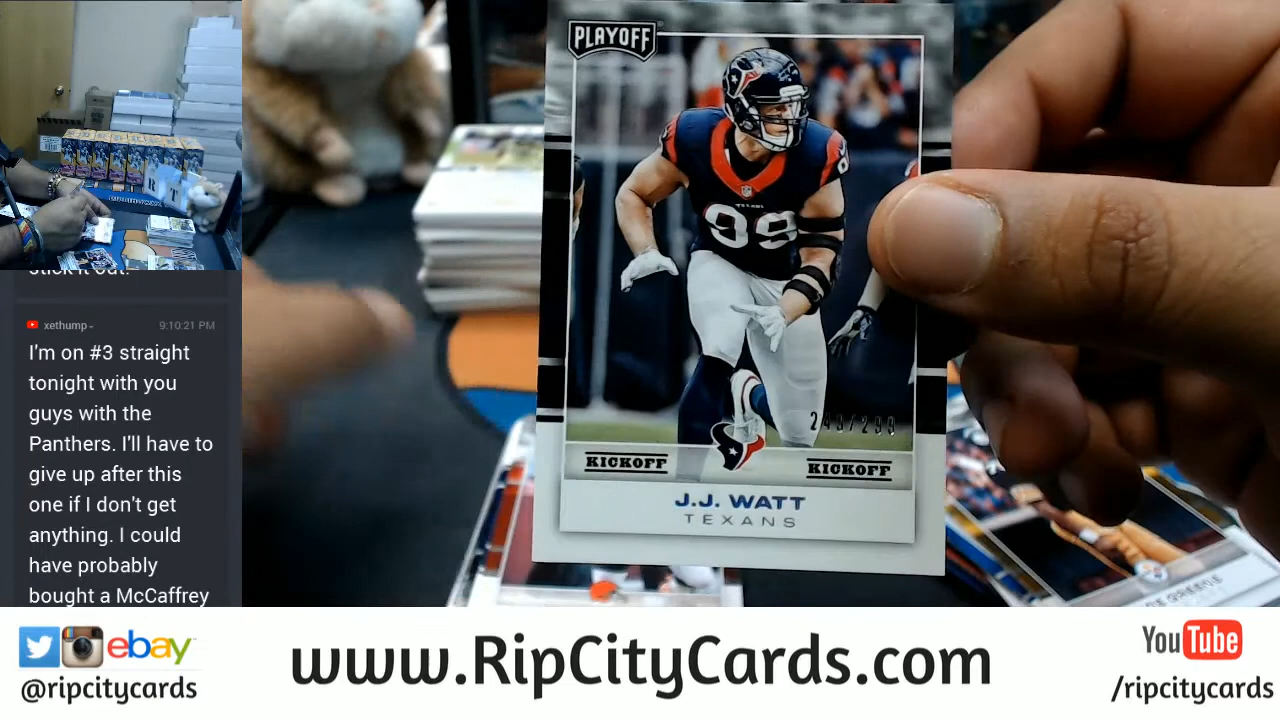 stick it out.
xethump-
9:10:21 PM
I'm on #3 straight
tonight with you
guys with the
Panthers. I'll have to
give up after this
one if I don't get
anything. I could
have probably
bought a McCaffrey
PLAYOFF
TEXANS
99
KICKOFF
KICKOFF
J.J. WATT
TEXANS
R
T
ebay
@ripcitycards
www.RipCityCards.com
YouTube
/ripcitycards